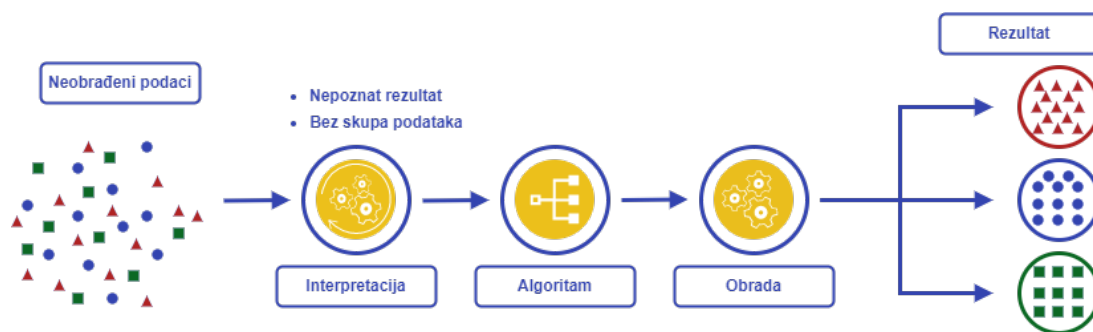 Neobrađeni podaci
Nepoznat rezultat
Bez skupa podataka
Interpretacija
Algoritam
Obrada
Rezultat